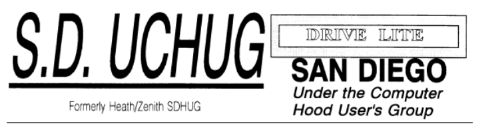 S.D. UCHUG
Formerly Heath/Zenith SDHUG
DRIVE LITE
SAN DIEGO
Under the Computer
Hood User's Group